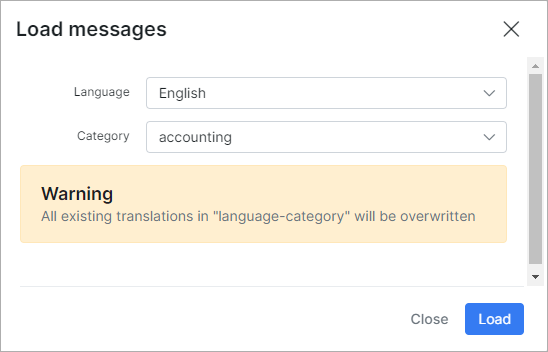 Load messages
Language
English
Category
accounting
Warning
All existing translations in "language-category" will be overwritten
Close
Load